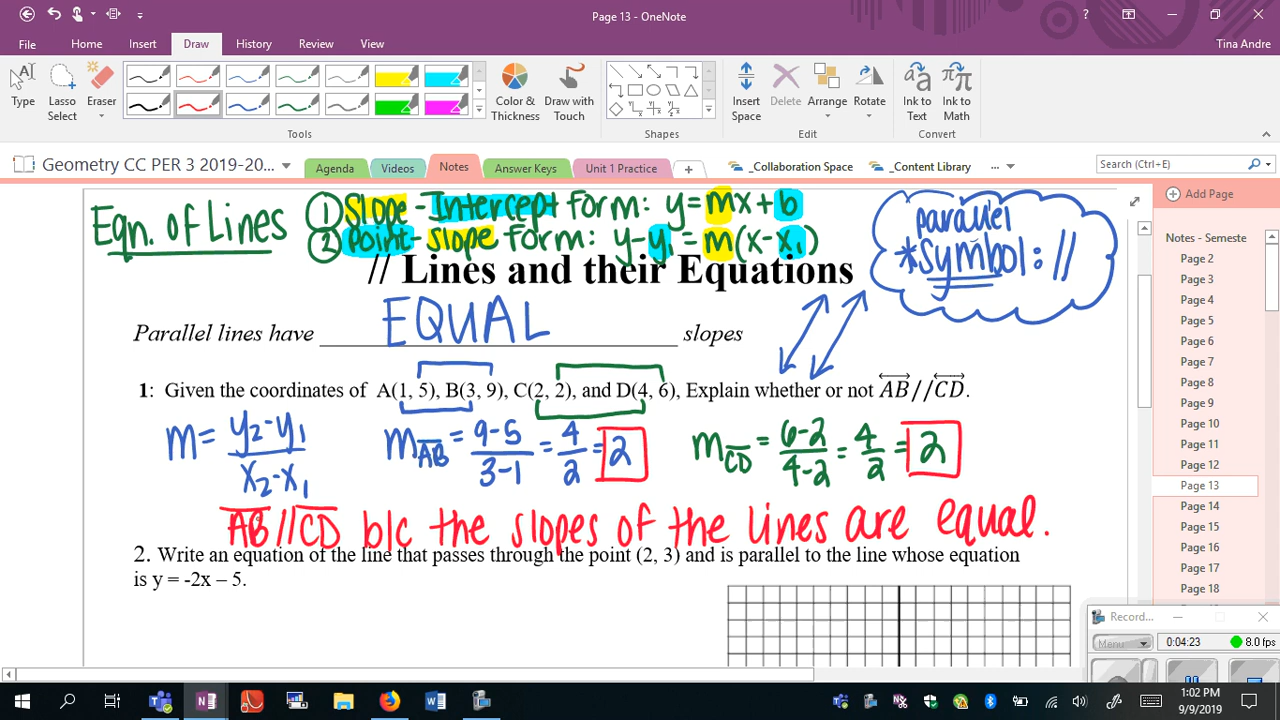 Page 13 - OneNote
?
File Home Insert Draw History Review View
Tina Andre
Type
Lasso Select
Eraser
Color & Thickness
Draw with Touch
Insert Space
Delete
Arrange
Rotate
Ink to Text
Ink to Math
Tools
Shapes
Edit
Convert
Geometry CC PER 3 2019-20...
Agenda Videos Notes Answer Keys Unit 1 Practice +
_Collaboration Space _Content Library ...
Search (Ctrl+E)
Add Page
Notes - Semeste
Page 2
Page 3
Page 4
Page 5
Page 6
Page 7
Page 8
Page 9
Page 10
Page 11
Page 12
Page 13
Page 14
Page 15
Page 16
Page 17
Page 18
Eqn. of Lines
① Slope-Intercept form: y=mx+b
② point-slope form: y-y₁=m(x-x₁)
parallel
*symbol: //
// Lines and their Equations
Parallel lines have EQUAL slopes
1: Given the coordinates of A(1, 5), B(3, 9), C(2, 2), and D(4, 6), Explain whether or not AB//CD.
m = y₂-y₁ / x₂-x₁
m AB = 9-5 / 3-1 = 4/2 = 2
m CD = 6-2 / 4-2 = 4/2 = 2
AB//CD b/c the slopes of the lines are equal.
2. Write an equation of the line that passes through the point (2, 3) and is parallel to the line whose equation
is y = -2x – 5.
Record...
Menu 0:04:23 8.0 fps
1:02 PM
9/9/2019